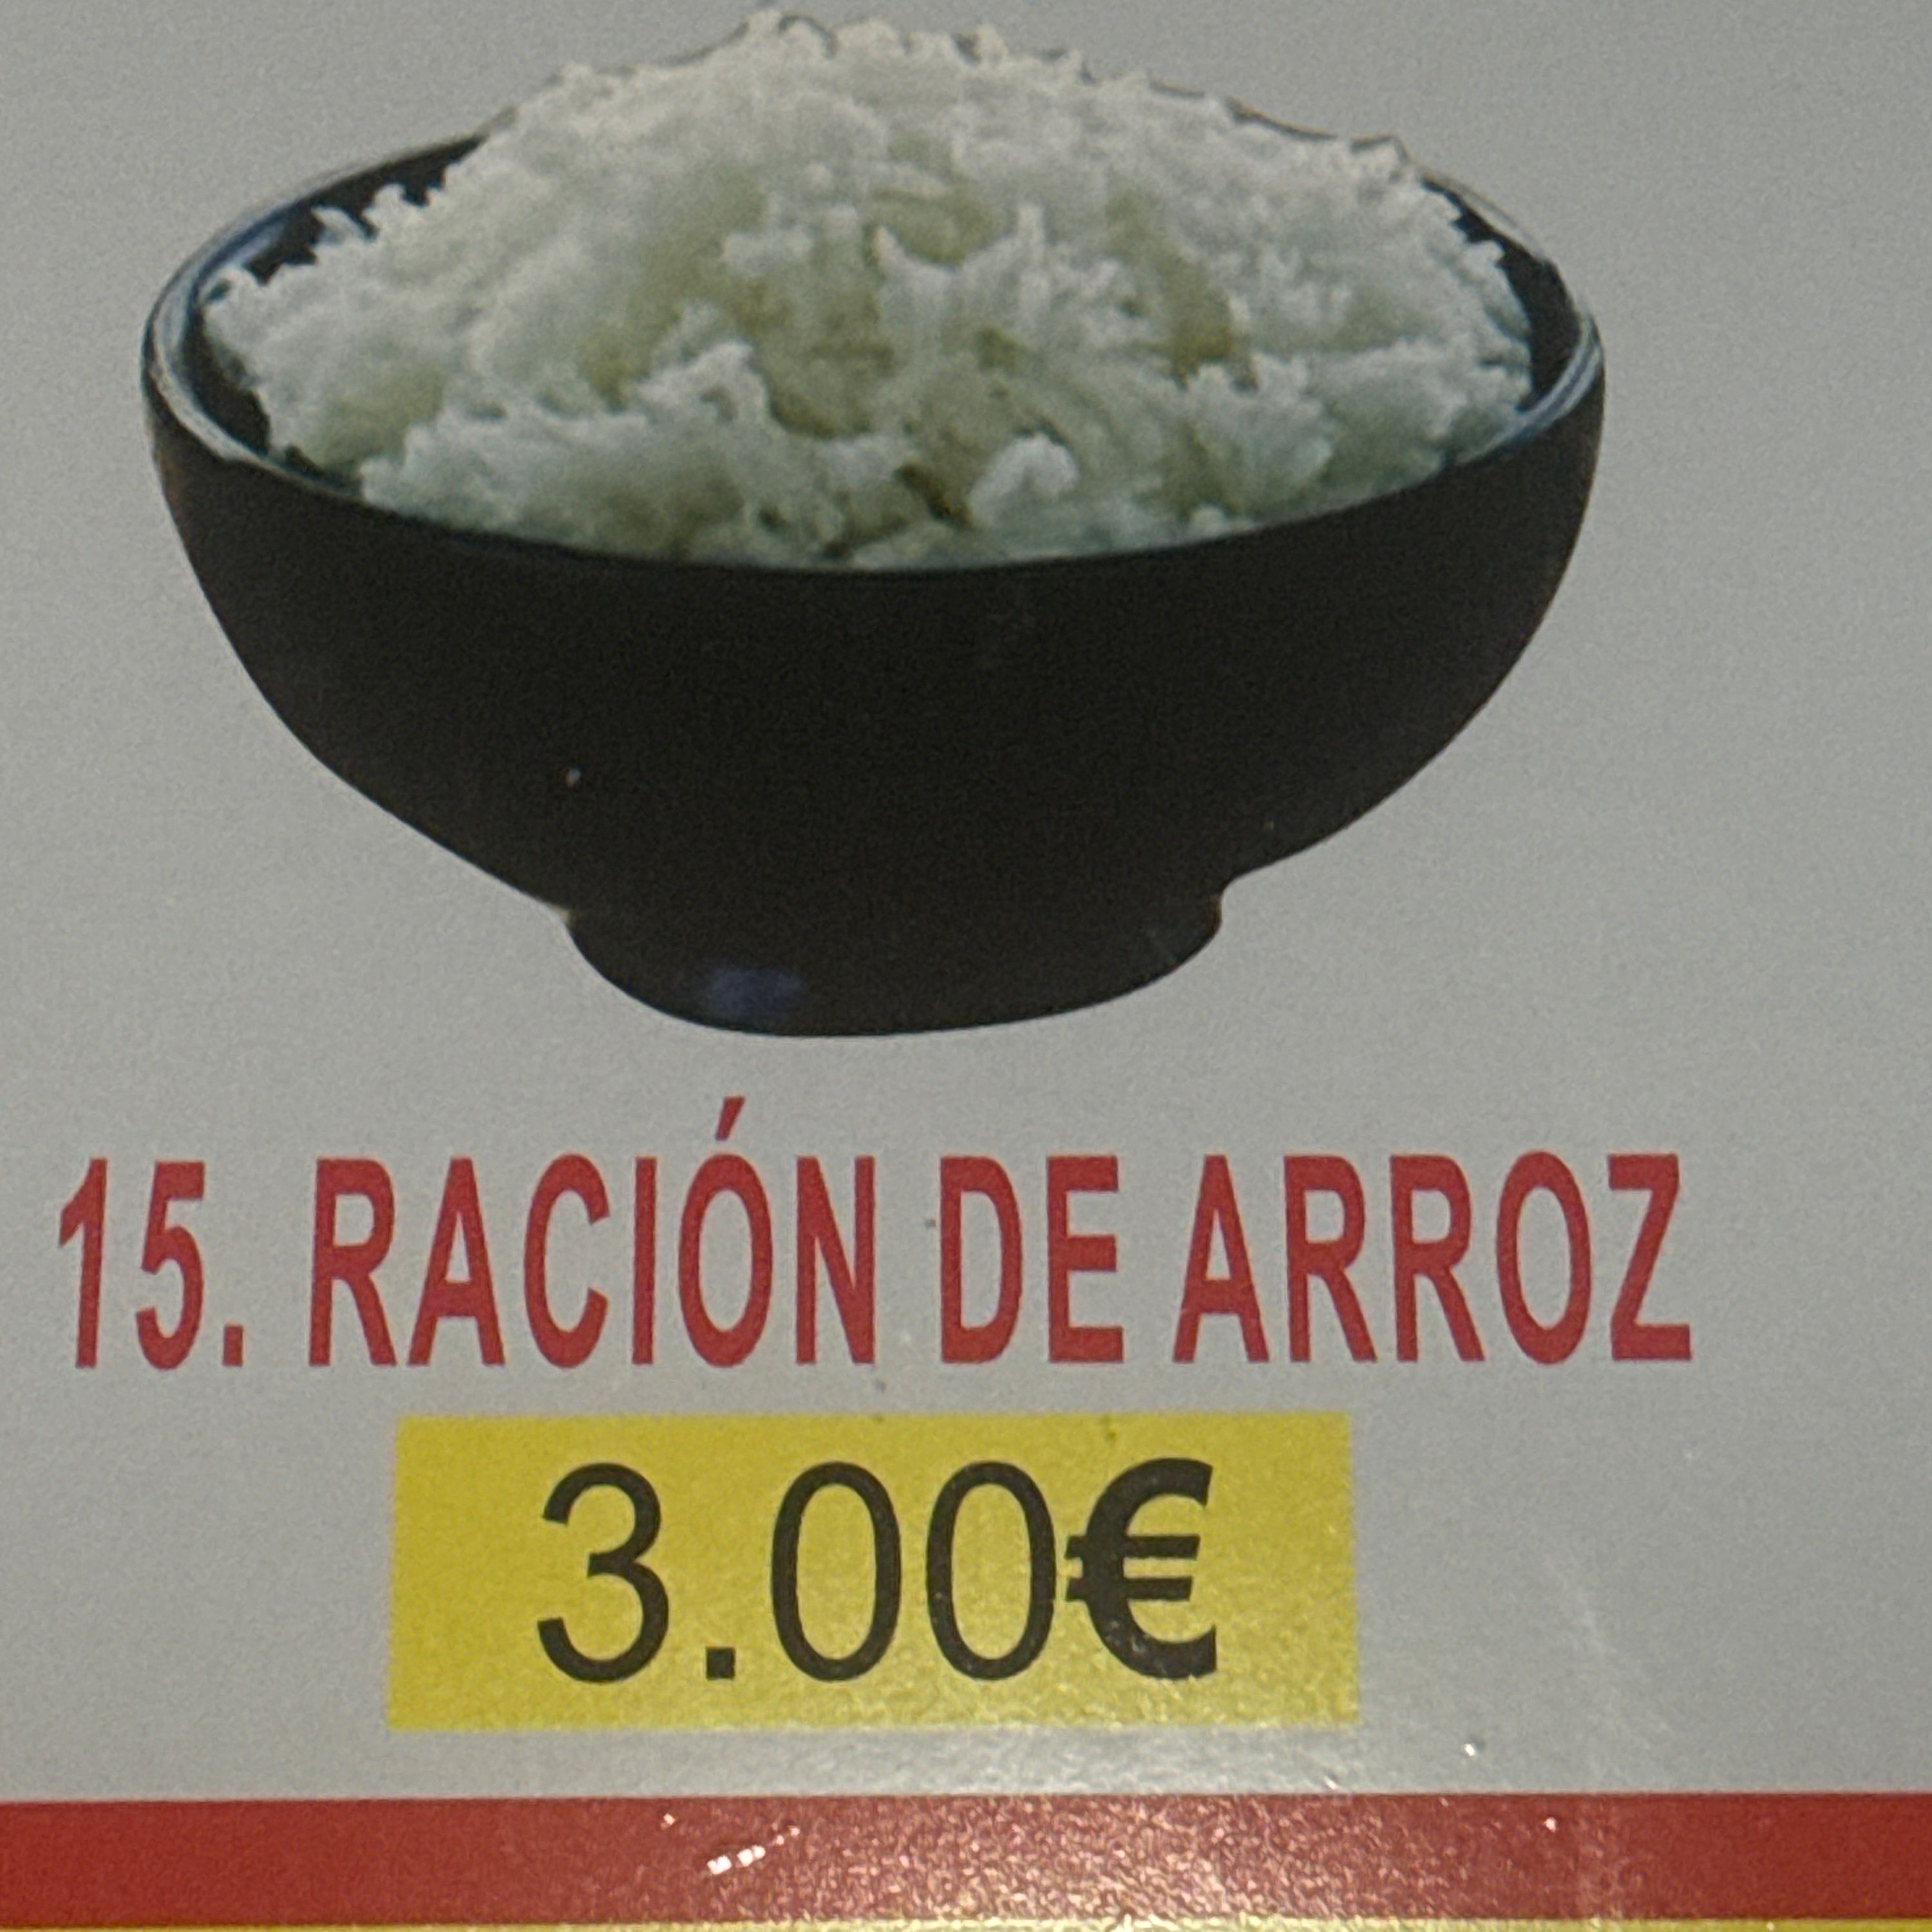 15. RACIÓN DE ARROZ
3.00€